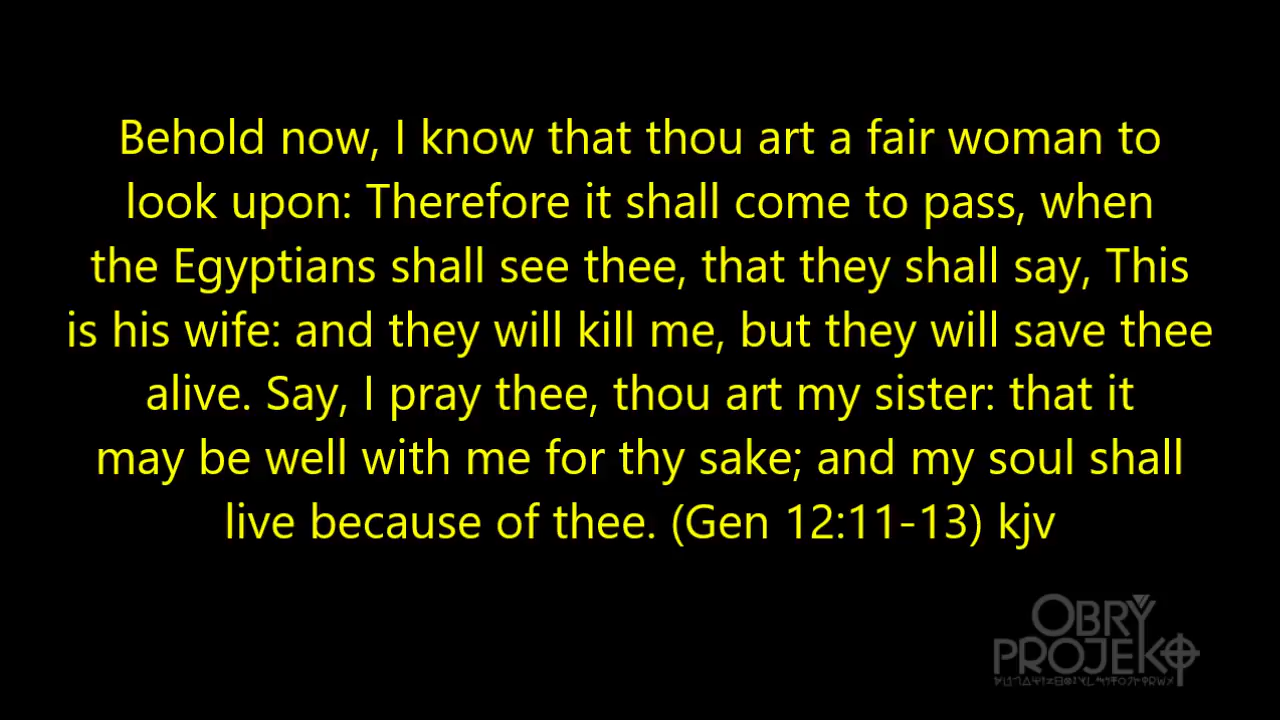 Behold now, I know that thou art a fair woman to
look upon: Therefore it shall come to pass, when
the Egyptians shall see thee, that they shall say, This
is his wife: and they will kill me, but they will save thee
alive. Say, I pray thee, thou art my sister: that it
may be well with me for thy sake; and my soul shall
live because of thee. (Gen 12:11-13) kjv
OBRY
PROJEKO